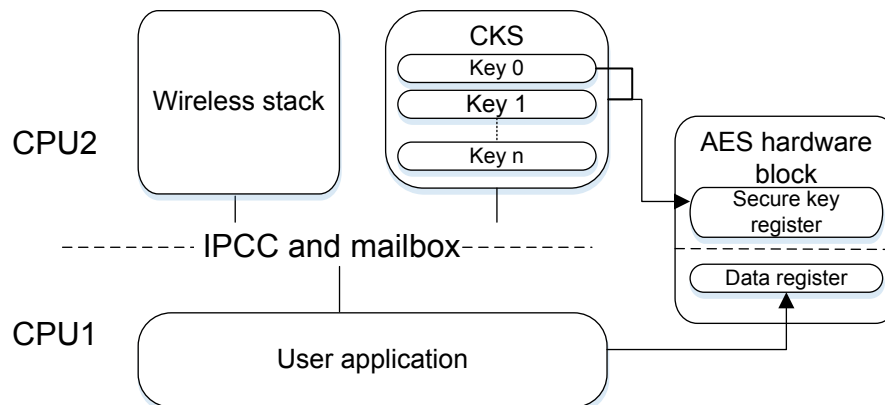 CPU2
Wireless stack
CKS
Key 0
Key 1
Key n
AES hardware
block
Secure key
register
Data register
IPCC and mailbox
CPU1
User application